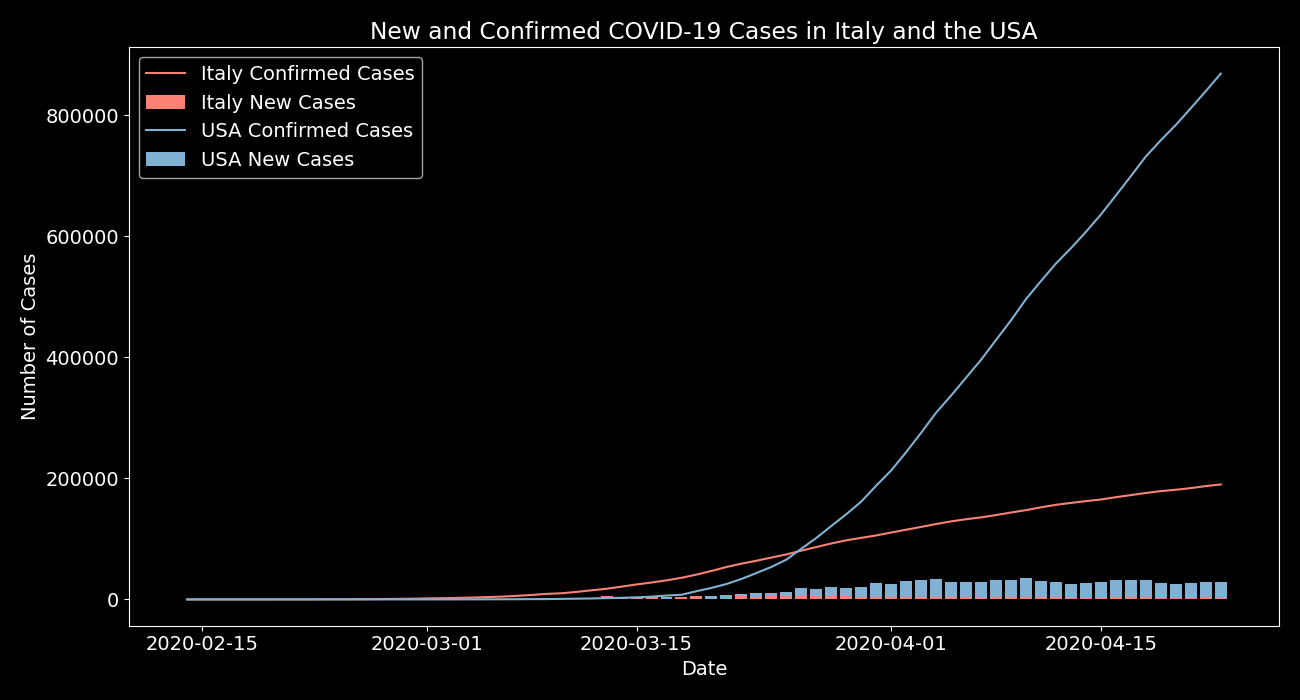 New and Confirmed COVID-19 Cases in Italy and the USA
Italy Confirmed Cases
Italy New Cases
USA Confirmed Cases
USA New Cases
800000
600000
400000
200000
0
Number of Cases
2020-02-15
2020-03-01
2020-03-15
2020-04-01
2020-04-15
Date